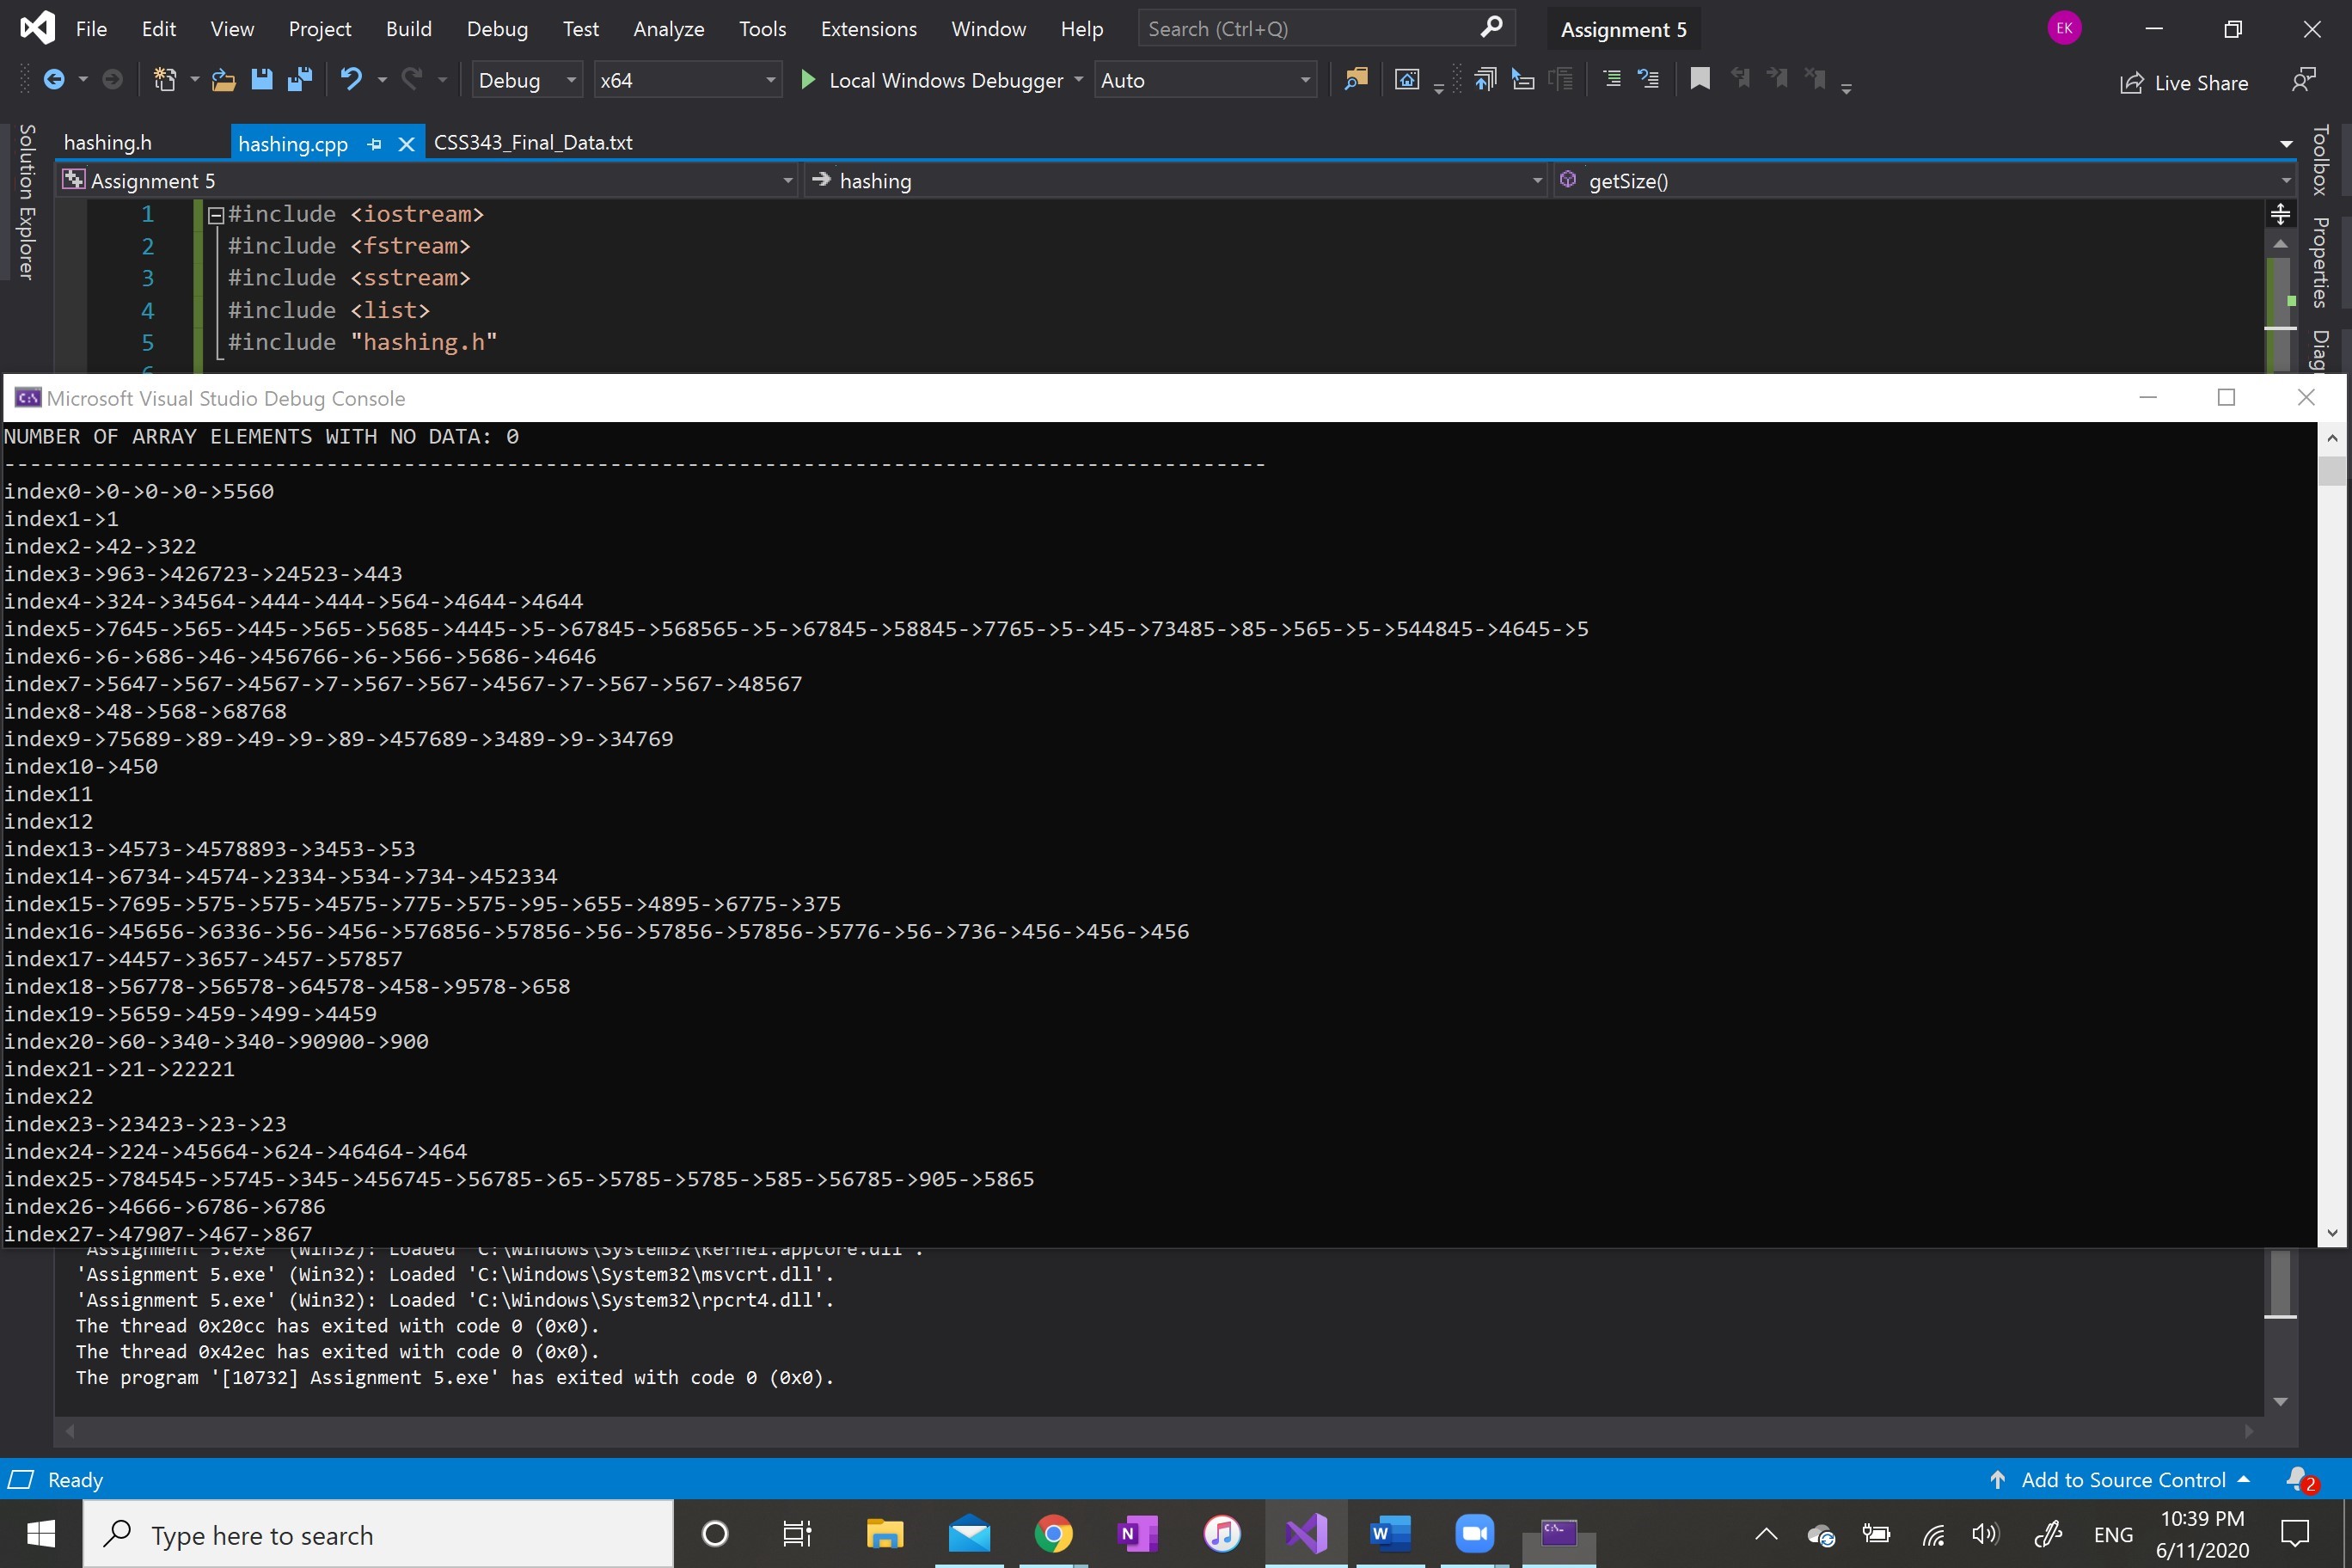 File Edit View Project Build Debug Test Analyze Tools Extensions Window Help Search (Ctrl+Q) Assignment 5 EK
Debug x64 Local Windows Debugger Auto Live Share
hashing.h hashing.cpp CSS343_Final_Data.txt
Assignment 5 hashing getSize()
Solution Explorer
Toolbox
Properties
1 #include <iostream>
2 #include <fstream>
3 #include <sstream>
4 #include <list>
5 #include "hashing.h"
Microsoft Visual Studio Debug Console
NUMBER OF ARRAY ELEMENTS WITH NO DATA: 0
--------------------------------------------------------------------------------------------------
index0->0->0->0->5560
index1->1
index2->42->322
index3->963->426723->24523->443
index4->324->34564->444->444->564->4644->4644
index5->7645->565->445->565->5685->4445->5->67845->568565->5->67845->58845->7765->5->45->73485->85->565->5->544845->4645->5
index6->6->686->46->456766->6->566->5686->4646
index7->5647->567->4567->7->567->567->4567->7->567->567->48567
index8->48->568->68768
index9->75689->89->49->9->89->457689->3489->9->34769
index10->450
index11
index12
index13->4573->4578893->3453->53
index14->6734->4574->2334->534->734->452334
index15->7695->575->575->4575->775->575->95->655->4895->6775->375
index16->45656->6336->56->456->576856->57856->56->57856->57856->5776->56->736->456->456->456
index17->4457->3657->457->57857
index18->56778->56578->64578->458->9578->658
index19->5659->459->499->4459
index20->60->340->340->90900->900
index21->21->22221
index22
index23->23423->23->23
index24->224->45664->624->46464->464
index25->784545->5745->345->456745->56785->65->5785->5785->585->56785->905->5865
index26->4666->6786->6786
index27->47907->467->867
'Assignment 5.exe' (Win32): Loaded 'C:\Windows\System32\kernel.appcore.dll'.
'Assignment 5.exe' (Win32): Loaded 'C:\Windows\System32\msvcrt.dll'.
'Assignment 5.exe' (Win32): Loaded 'C:\Windows\System32\rpcrt4.dll'.
The thread 0x20cc has exited with code 0 (0x0).
The thread 0x42ec has exited with code 0 (0x0).
The program '[10732] Assignment 5.exe' has exited with code 0 (0x0).
Ready Add to Source Control 2
Type here to search ENG 10:39 PM
6/11/2020